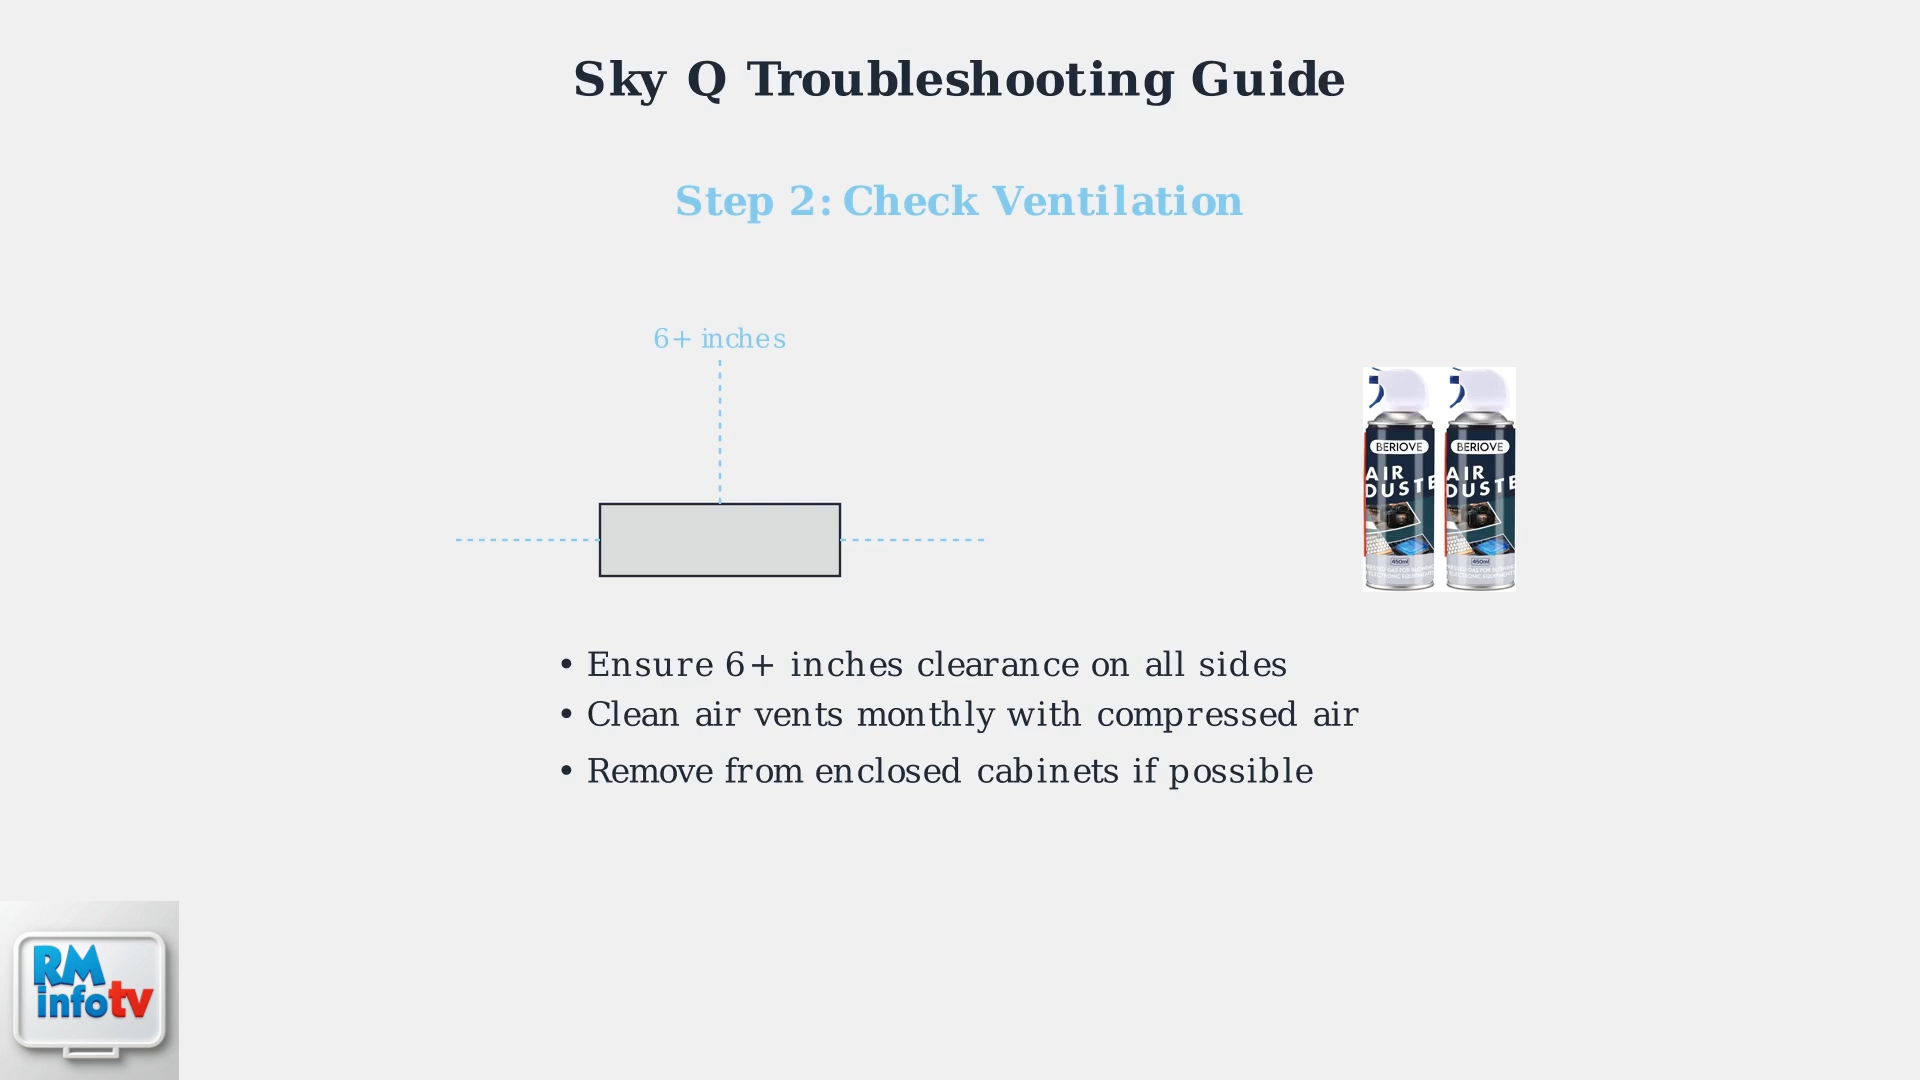 Sky Q Troubleshooting Guide
Step 2: Check Ventilation
6+ inches
BERIOVE
AIR
DUSTE
450ml
BERIOVE
AIR
DUSTE
450ml
• Ensure 6+ inches clearance on all sides
• Clean air vents monthly with compressed air
• Remove from enclosed cabinets if possible
RM
infotv